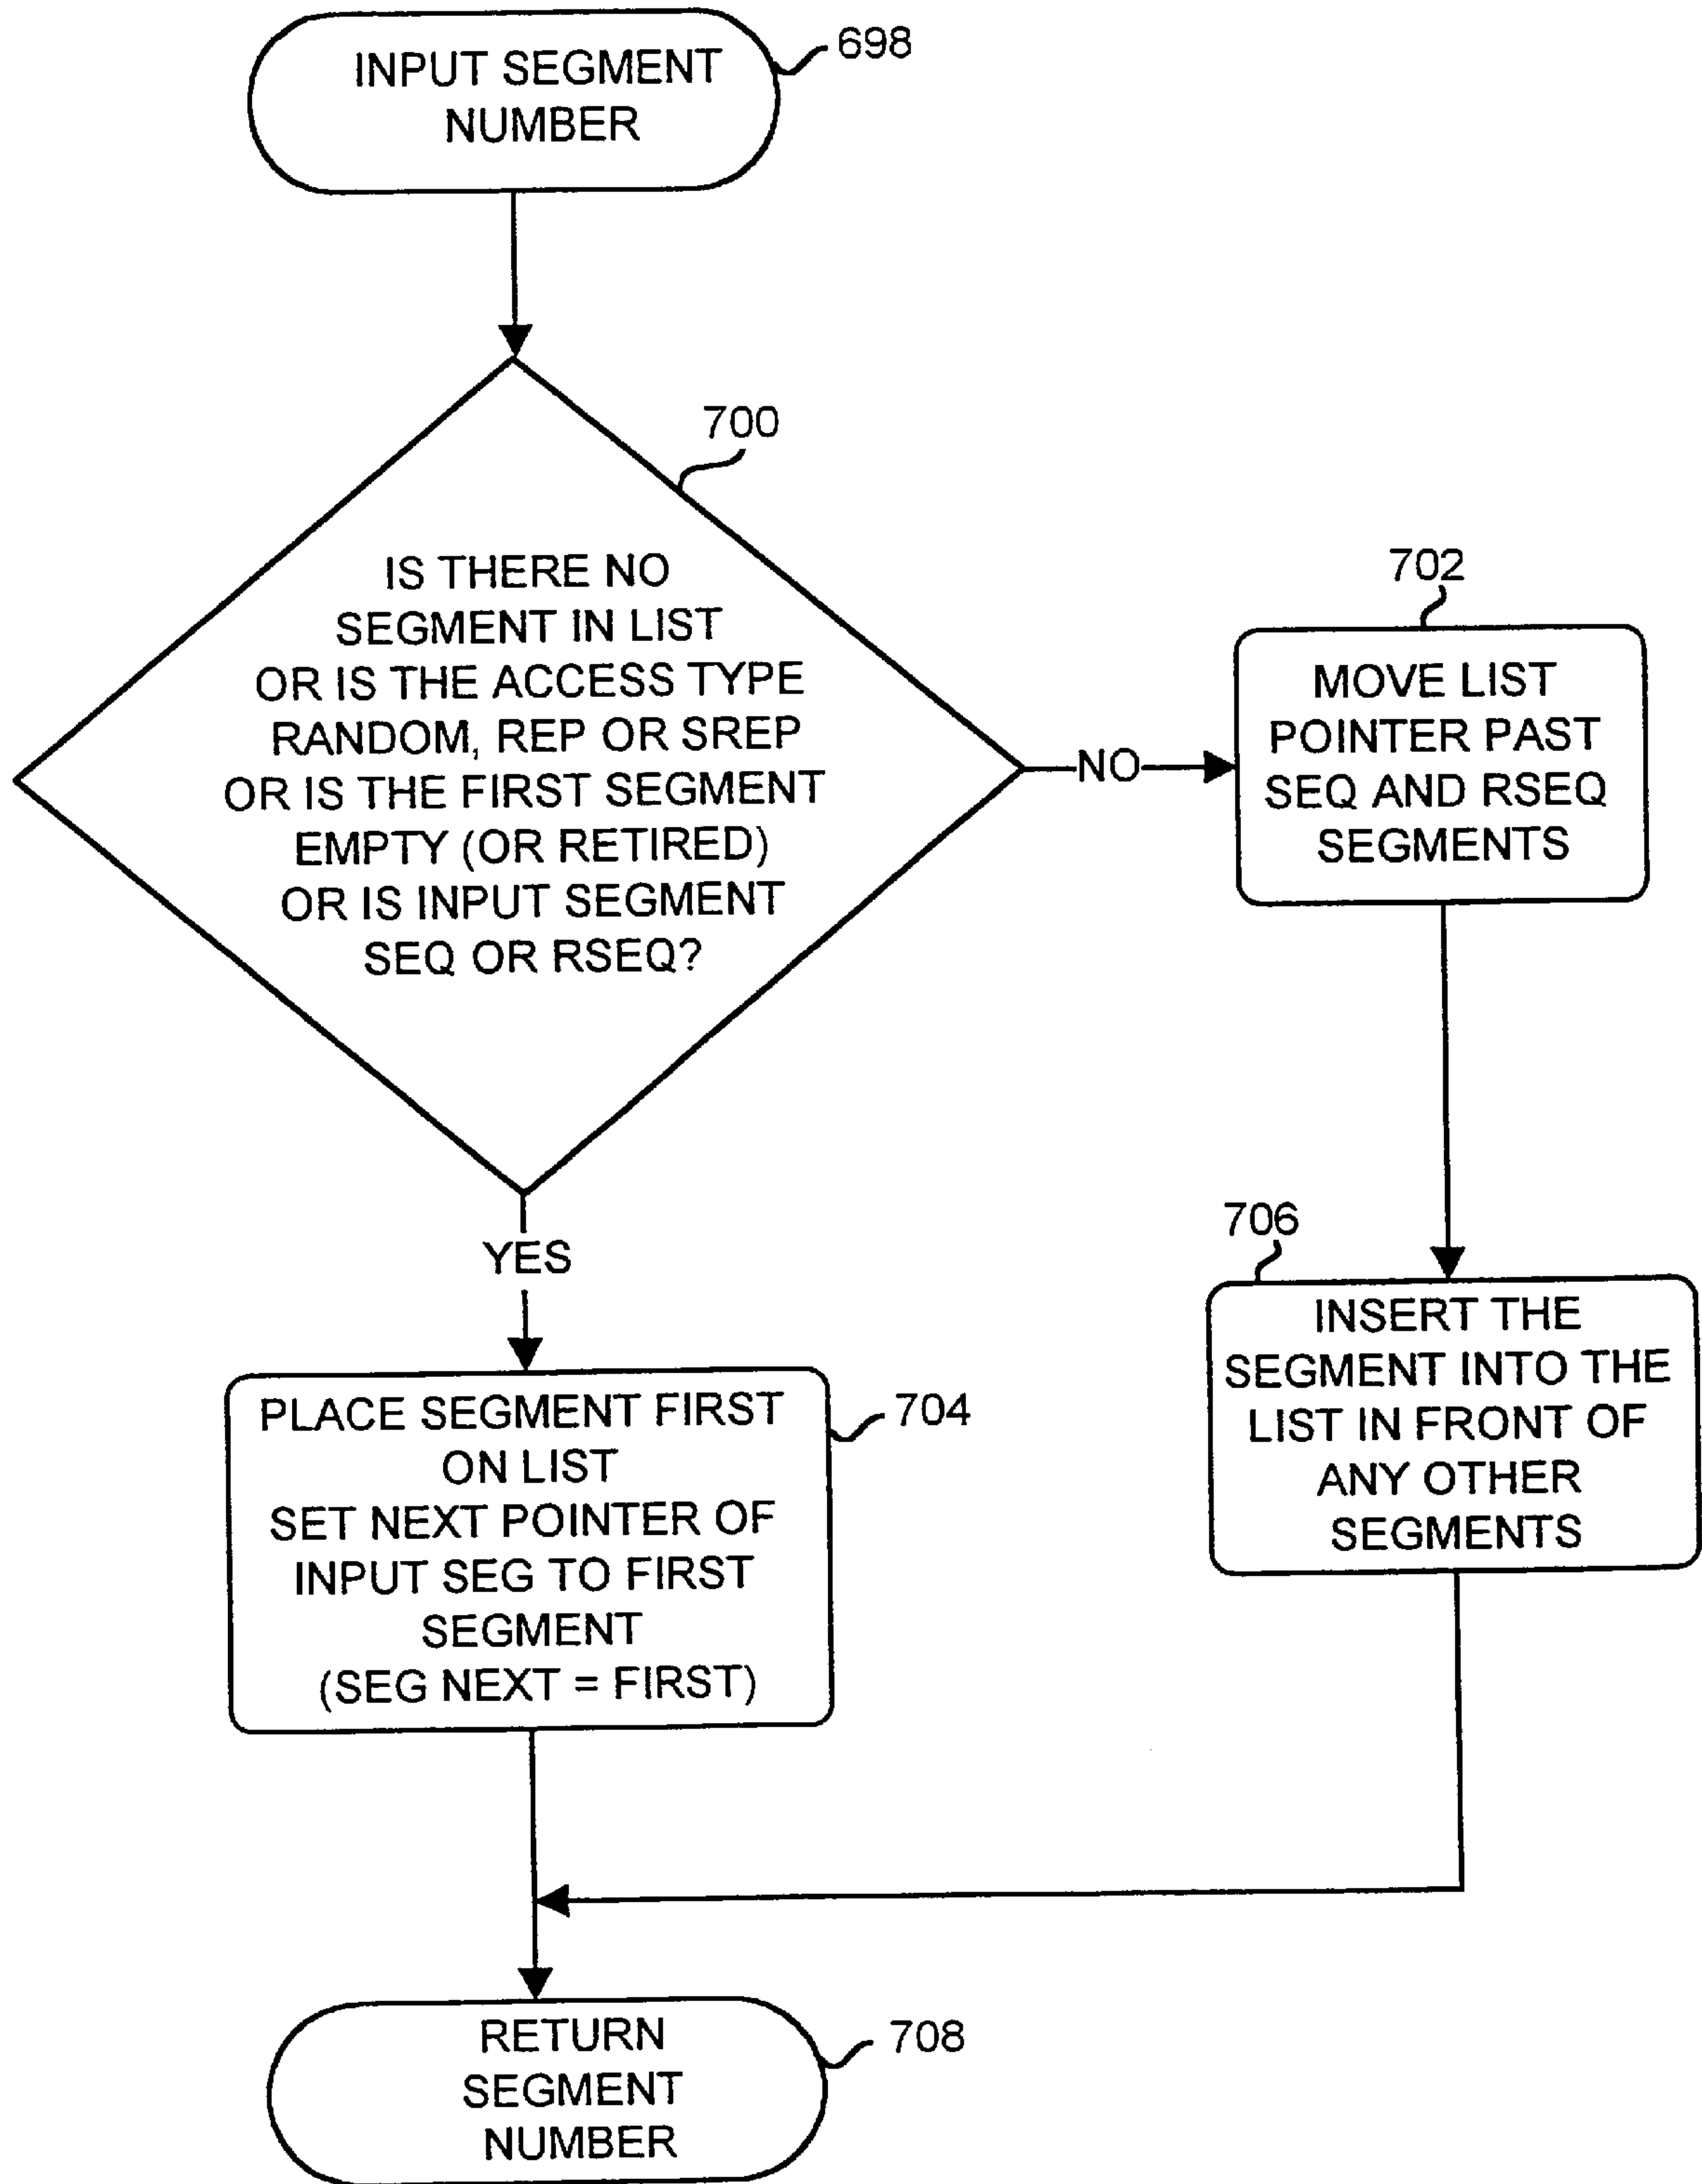 INPUT SEGMENT
NUMBER
698
700
IS THERE NO
SEGMENT IN LIST
OR IS THE ACCESS TYPE
RANDOM, REP OR SREP
OR IS THE FIRST SEGMENT
EMPTY (OR RETIRED)
OR IS INPUT SEGMENT
SEQ OR RSEQ?
NO
702
MOVE LIST
POINTER PAST
SEQ AND RSEQ
SEGMENTS
YES
706
INSERT THE
SEGMENT INTO THE
LIST IN FRONT OF
ANY OTHER
SEGMENTS
PLACE SEGMENT FIRST
ON LIST
SET NEXT POINTER OF
INPUT SEG TO FIRST
SEGMENT
(SEG NEXT = FIRST)
704
RETURN
SEGMENT
NUMBER
708